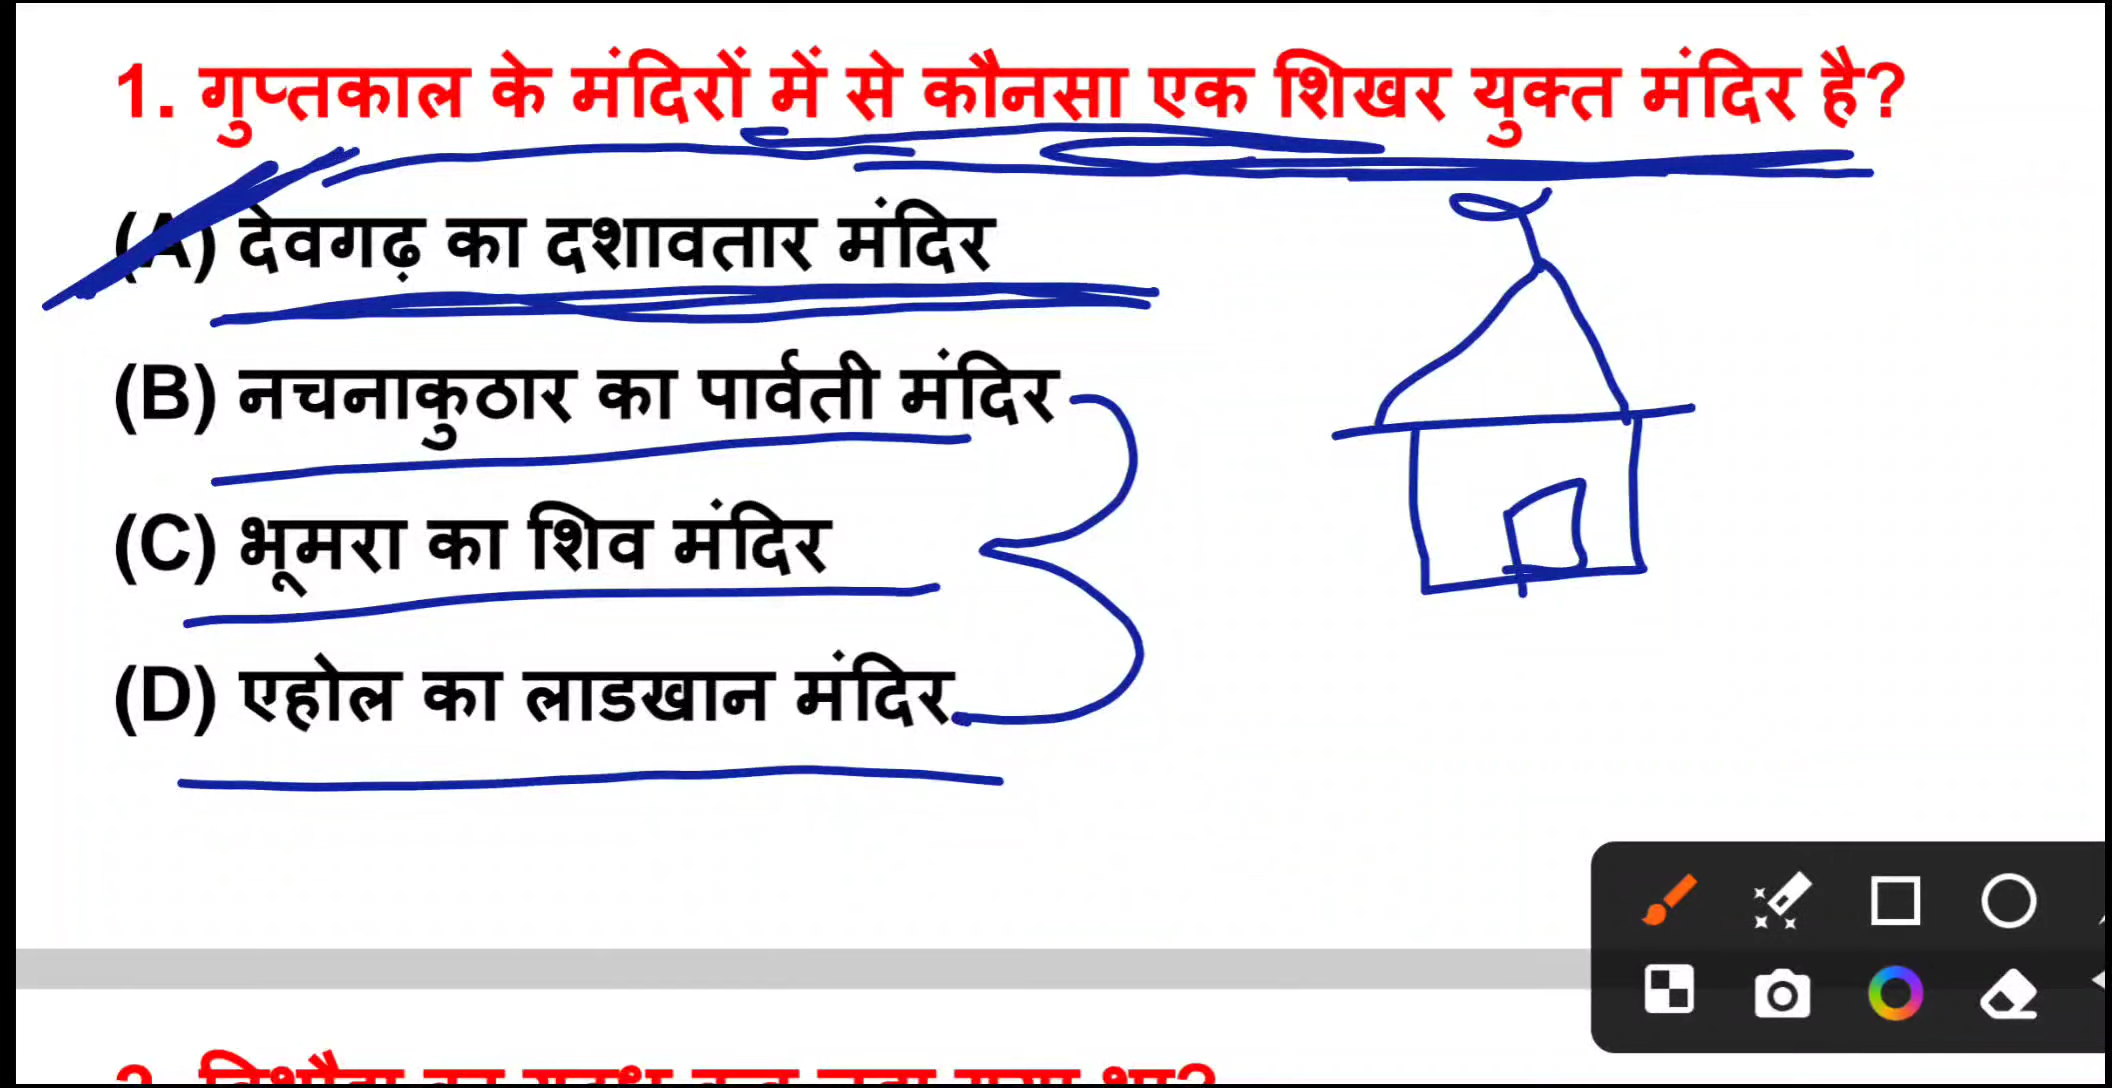 1. गुप्तकाल के मंदिरों में से कौनसा एक शिखर युक्त मंदिर है?
(A) देवगढ़ का दशावतार मंदिर
(B) नचनाकुठार का पार्वती मंदिर
(C) भूमरा का शिव मंदिर
(D) एहोल का लाडखान मंदिर